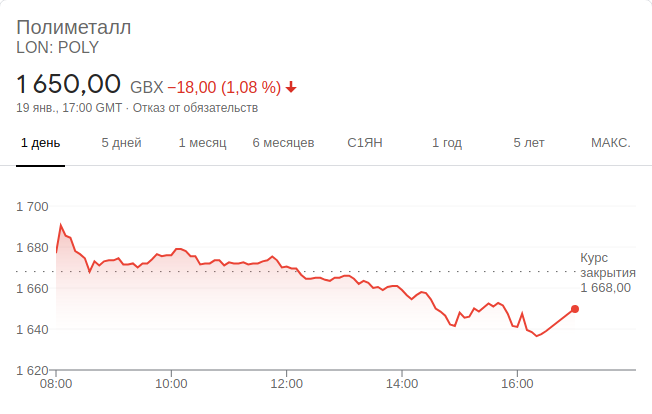 Полиметалл
LON: POLY
1 650,00 GBX −18,00 (1,08 %)
19 янв., 17:00 GMT · Отказ от обязательств
1 день 5 дней 1 месяц 6 месяцев С1ЯН 1 год 5 лет МАКС.
1 700
1 680
Курс
закрытия
1 668,00
1 660
1 640
1 620
08:00 10:00 12:00 14:00 16:00